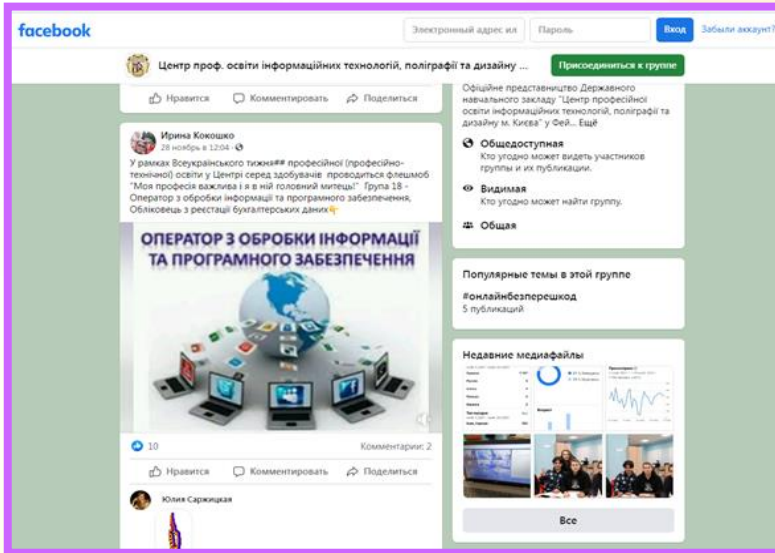 facebook
Электронный адрес ил
Пароль
Вход
Забыли аккаунт?
Центр проф. освіти інформаційних технологій, поліграфії та дизайну ...
Присоединиться к группе
Нравится Комментировать Поделиться
Ирина Кокошко
28 ноябрь в 12:04
У рамках Всеукраїнського тижня## професійної (професійно-
технічної) освіти у Центрі серед здобувачів проводиться флешмоб
"Моя професія важлива і я в ній головний митець!" Група 18 -
Оператор з обробки інформації та програмного забезпечення,
Обліковець з реєстації бухгалтерських даних
ОПЕРАТОР З ОБРОБКИ ІНФОРМАЦІЇ
ТА ПРОГРАМНОГО ЗАБЕЗПЕЧЕННЯ
10
Комментарии: 2
Нравится Комментировать Поделиться
Юлия Саржицкая
Офіційне представництво Державного
навчального закладу "Центр професійної
освіти інформаційних технологій, поліграфії та
дизайну м. Києва" у Фей... Ещё
Общедоступная
Кто угодно может видеть участников
группы и их публикации.
Видимая
Кто угодно может найти группу.
Общая
Популярные темы в этой группе
#онлайнбезперешкод
5 публикаций
Недавние медиафайлы
Все